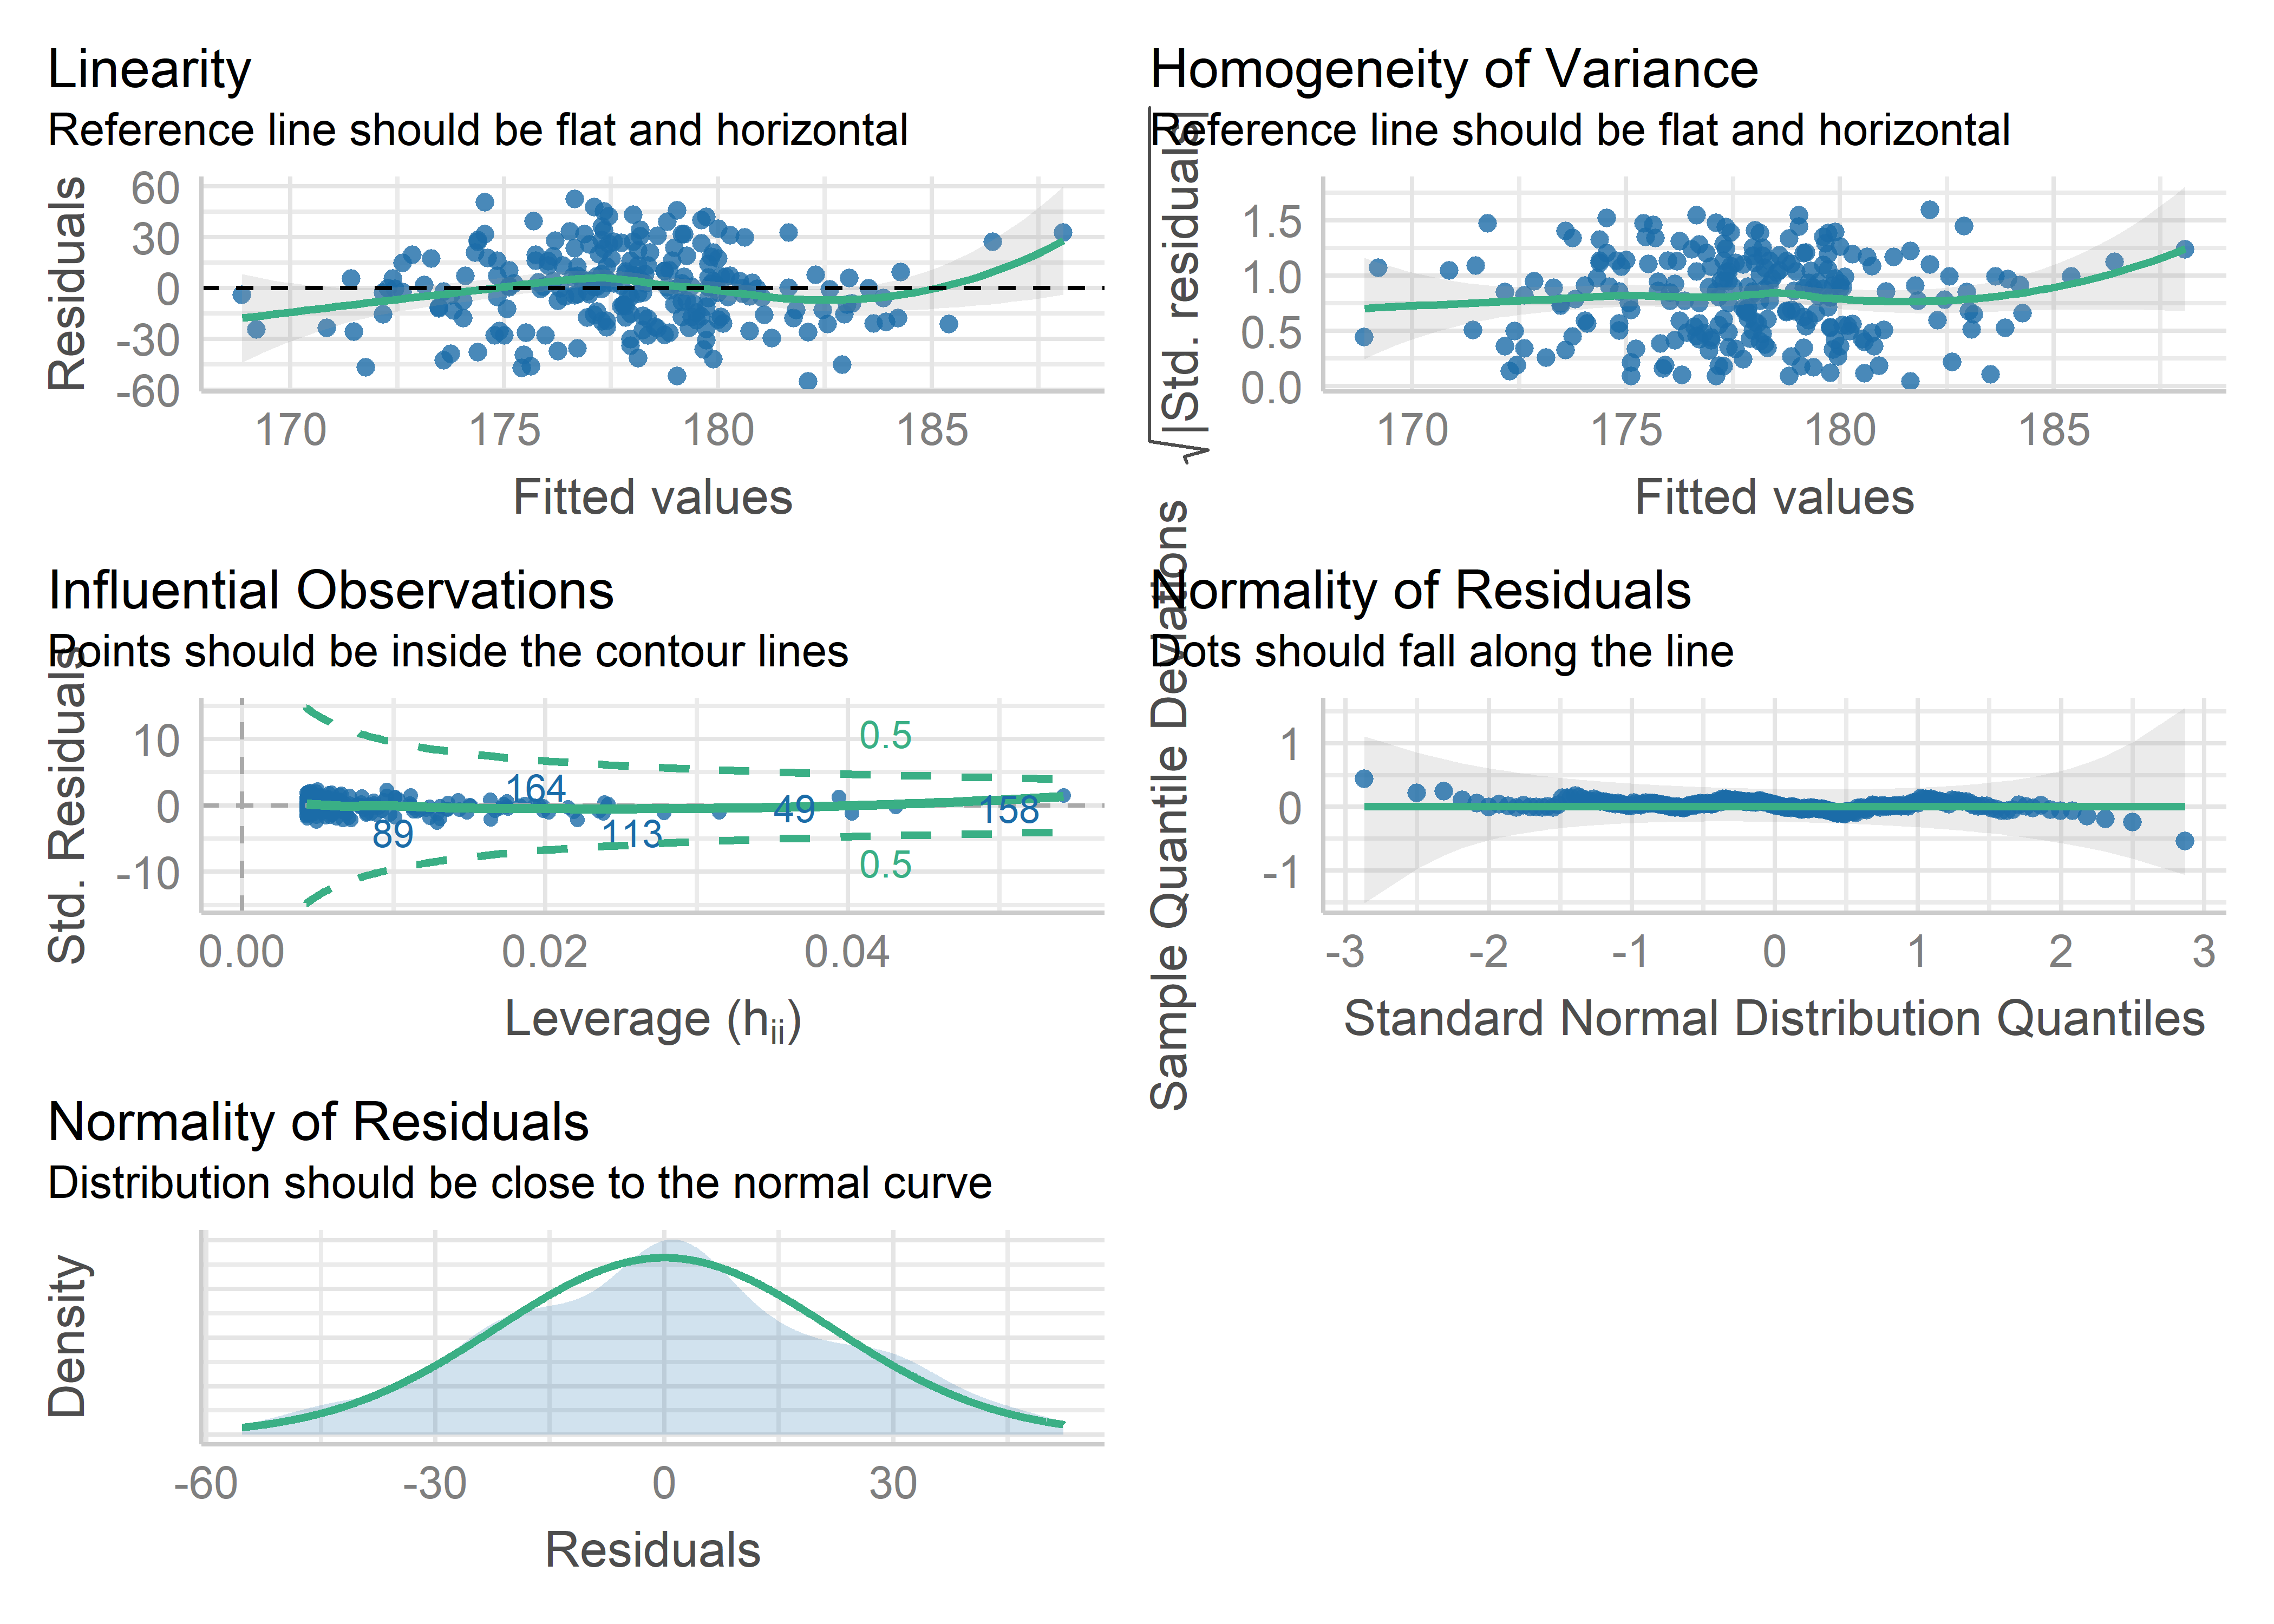 Linearity
Reference line should be flat and horizontal
Residuals
60
30
0
-30
-60
170 175 180 185
Fitted values
Homogeneity of Variance
Reference line should be flat and horizontal
√|Std. residuals|
1.5
1.0
0.5
0.0
170 175 180 185
Fitted values
Influential Observations
Points should be inside the contour lines
Std. Residuals
10
0
-10
0.5
164
49
158
89
113
0.5
0.00 0.02 0.04
Leverage (hii)
Normality of Residuals
Dots should fall along the line
Sample Quantile Deviations
1
0
-1
-3 -2 -1 0 1 2 3
Standard Normal Distribution Quantiles
Normality of Residuals
Distribution should be close to the normal curve
Density
-60 -30 0 30
Residuals